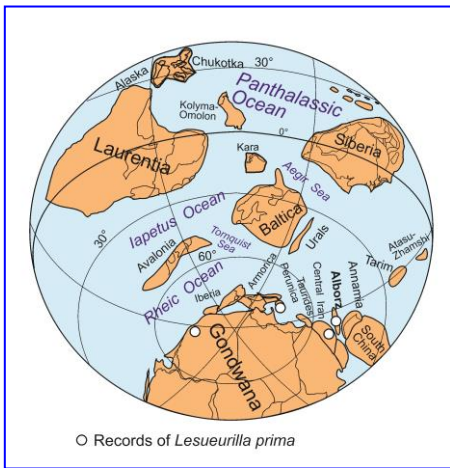 Chukotka
30°
Alaska
Panthalassic
Ocean
Kolyma-
Omolon
0°
Laurentia
Kara
Siberia
Aegir Sea
30°
Iapetus Ocean
Baltica
Avalonia
Tornquist
Sea
Urals
60°
Atasu-
Zhamshi
Rheic Ocean
Iberia
Armorica
Perunica
Taurides
Central Iran
Alborz
Annamia
Tarim
South
China
Gondwana
Records of Lesueurilla prima